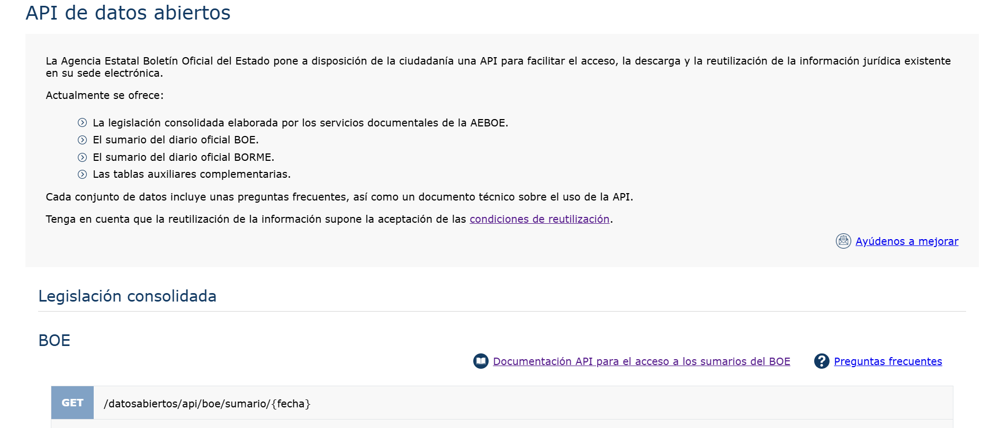 API de datos abiertos
La Agencia Estatal Boletín Oficial del Estado pone a disposición de la ciudadanía una API para facilitar el acceso, la descarga y la reutilización de la información jurídica existente
en su sede electrónica.
Actualmente se ofrece:
La legislación consolidada elaborada por los servicios documentales de la AEBOE.
El sumario del diario oficial BOE.
El sumario del diario oficial BORME.
Las tablas auxiliares complementarias.
Cada conjunto de datos incluye unas preguntas frecuentes, así como un documento técnico sobre el uso de la API.
Tenga en cuenta que la reutilización de la información supone la aceptación de las condiciones de reutilización.
Ayúdenos a mejorar
Legislación consolidada
BOE
Documentación API para el acceso a los sumarios del BOE Preguntas frecuentes
GET /datosabiertos/api/boe/sumario/{fecha}